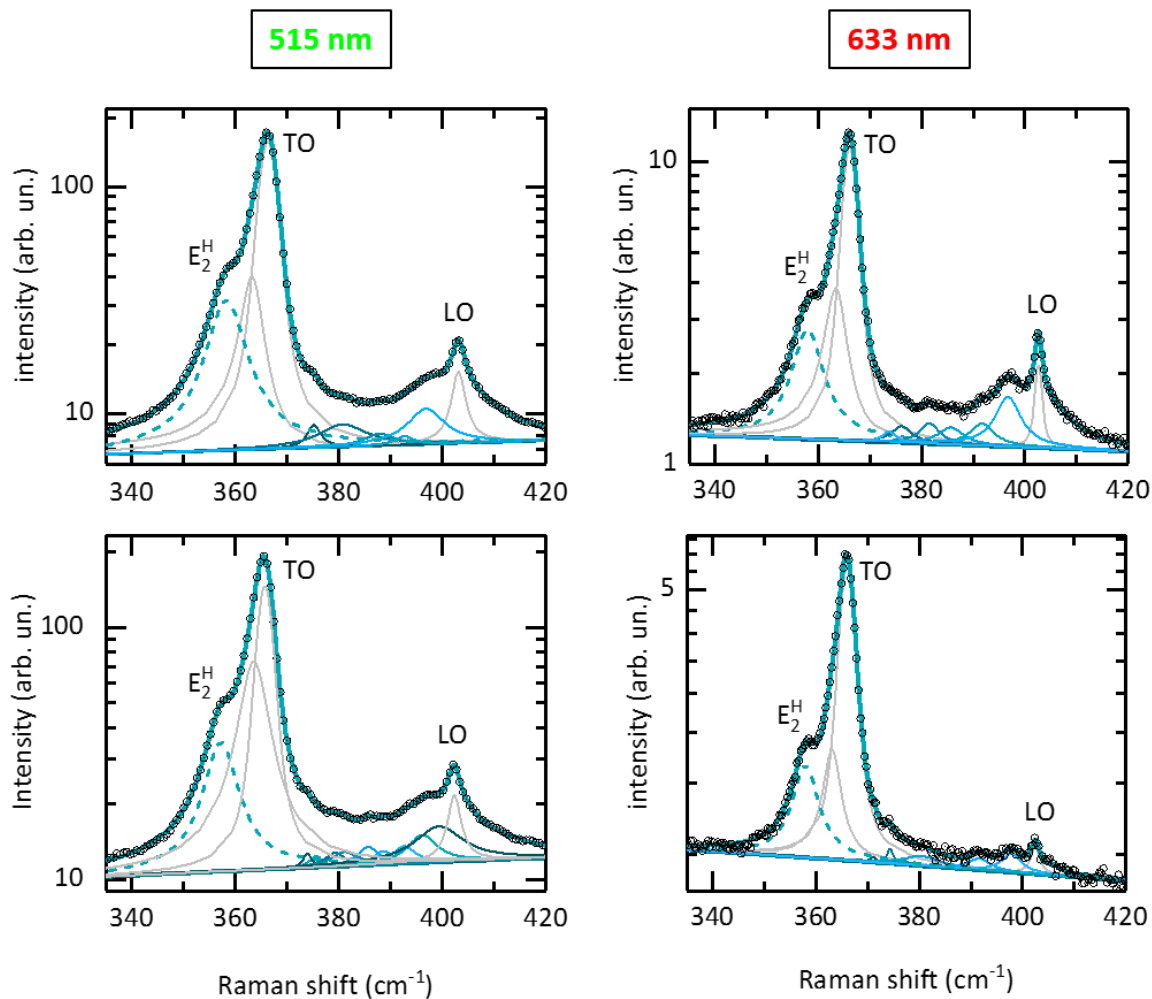 515 nm
633 nm
intensity (arb. un.)
100
10
E₂ᴴ
TO
LO
340 360 380 400 420
intensity (arb. un.)
10
1
E₂ᴴ
TO
LO
340 360 380 400 420
Intensity (arb. un.)
100
10
E₂ᴴ
TO
LO
340 360 380 400 420
Raman shift (cm⁻¹)
intensity (arb. un.)
5
E₂ᴴ
TO
LO
340 360 380 400 420
Raman shift (cm⁻¹)